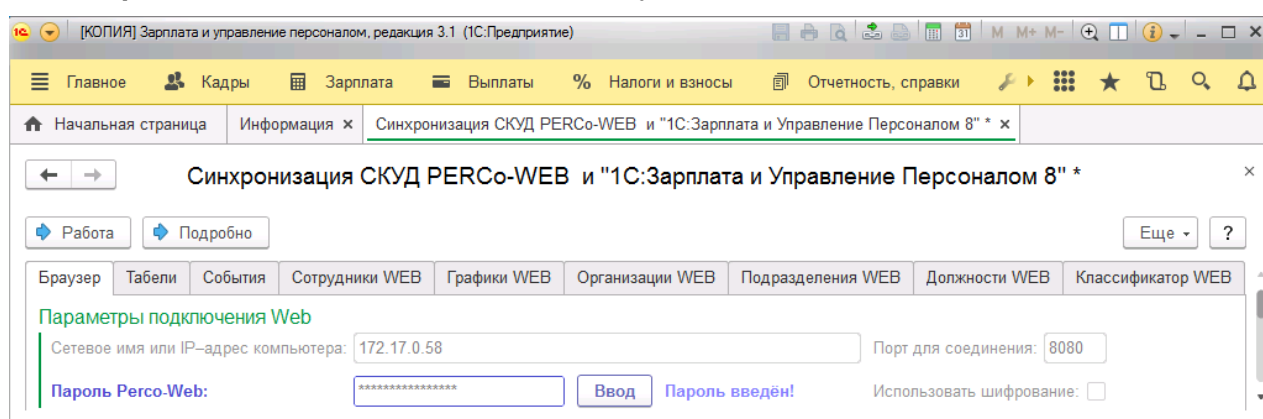 [КОПИЯ] Зарплата и управление персоналом, редакция 3.1 (1С:Предприятие) 31 M M+ M-
Главное Кадры Зарплата Выплаты % Налоги и взносы Отчетность, справки
Начальная страница Информация × Синхронизация СКУД PERCo-WEB и "1С:Зарплата и Управление Персоналом 8" * ×
Синхронизация СКУД PERCo-WEB и "1С:Зарплата и Управление Персоналом 8" *
Работа Подробно Еще ?
Браузер Табели События Сотрудники WEB Графики WEB Организации WEB Подразделения WEB Должности WEB Классификатор WEB
Параметры подключения Web
Сетевое имя или IP–адрес компьютера: 172.17.0.58 Порт для соединения: 8080
Пароль Perco-Web: **************** Ввод Пароль введён! Использовать шифрование: